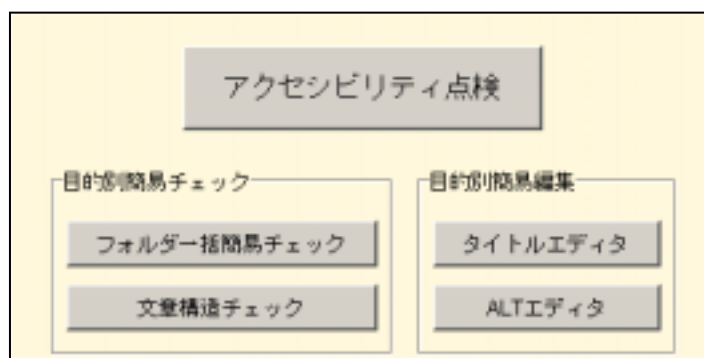 アクセシビリティ点検
目的別簡易チェック
フォルダ一括簡易チェック
文章構造チェック
目的別簡易編集
タイトルエディタ
ALTエディタ